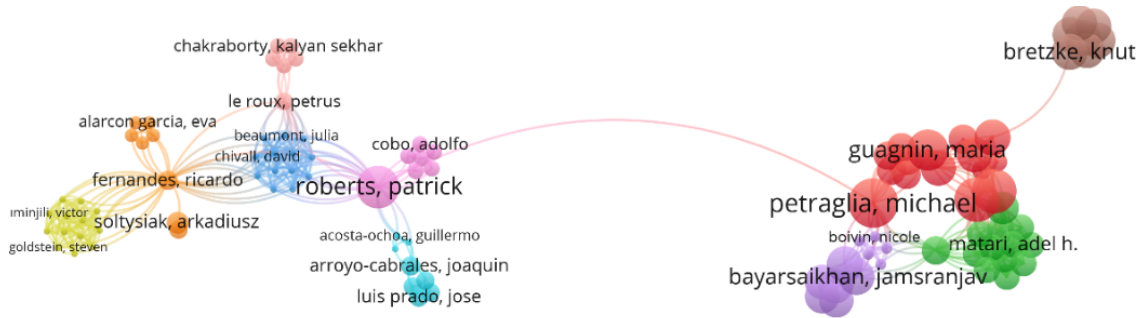 chakraborty, kalyan sekhar
bretzke, knut
le roux, petrus
alarcon garcia, eva
beaumont, julia
cobo, adolfo
guagnin, maria
chivall, david
fernandes, ricardo
roberts, patrick
petraglia, michael
iminjili, victor
soltysiak, arkadiusz
acosta-ochoa, guillermo
boivin, nicole
matari, adel h.
goldstein, steven
arroyo-cabrales, joaquin
bayarsaikhan, jamsranjav
luis prado, jose